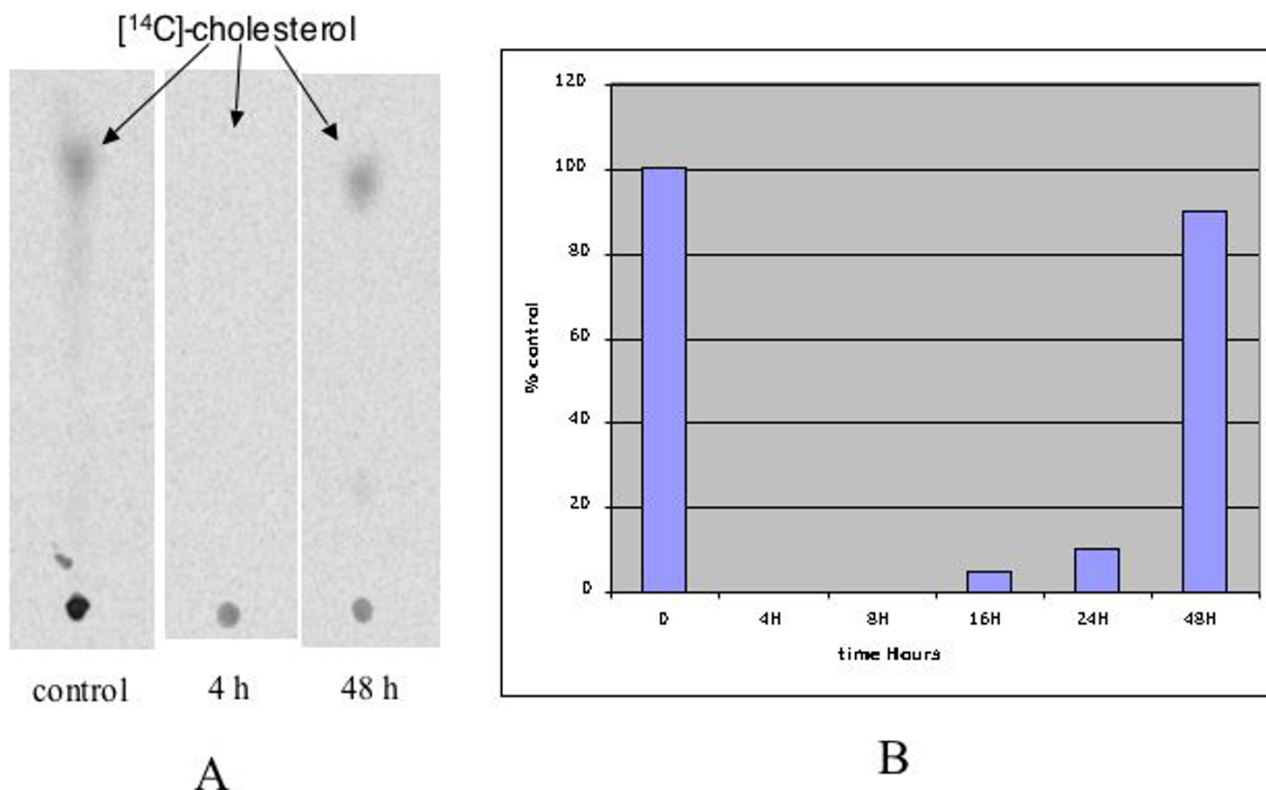 [¹⁴C]-cholesterol
control 4 h 48 h
A
120
100
80
60
40
20
0
% control
0 4H 8H 16H 24H 48H
time Hours
B